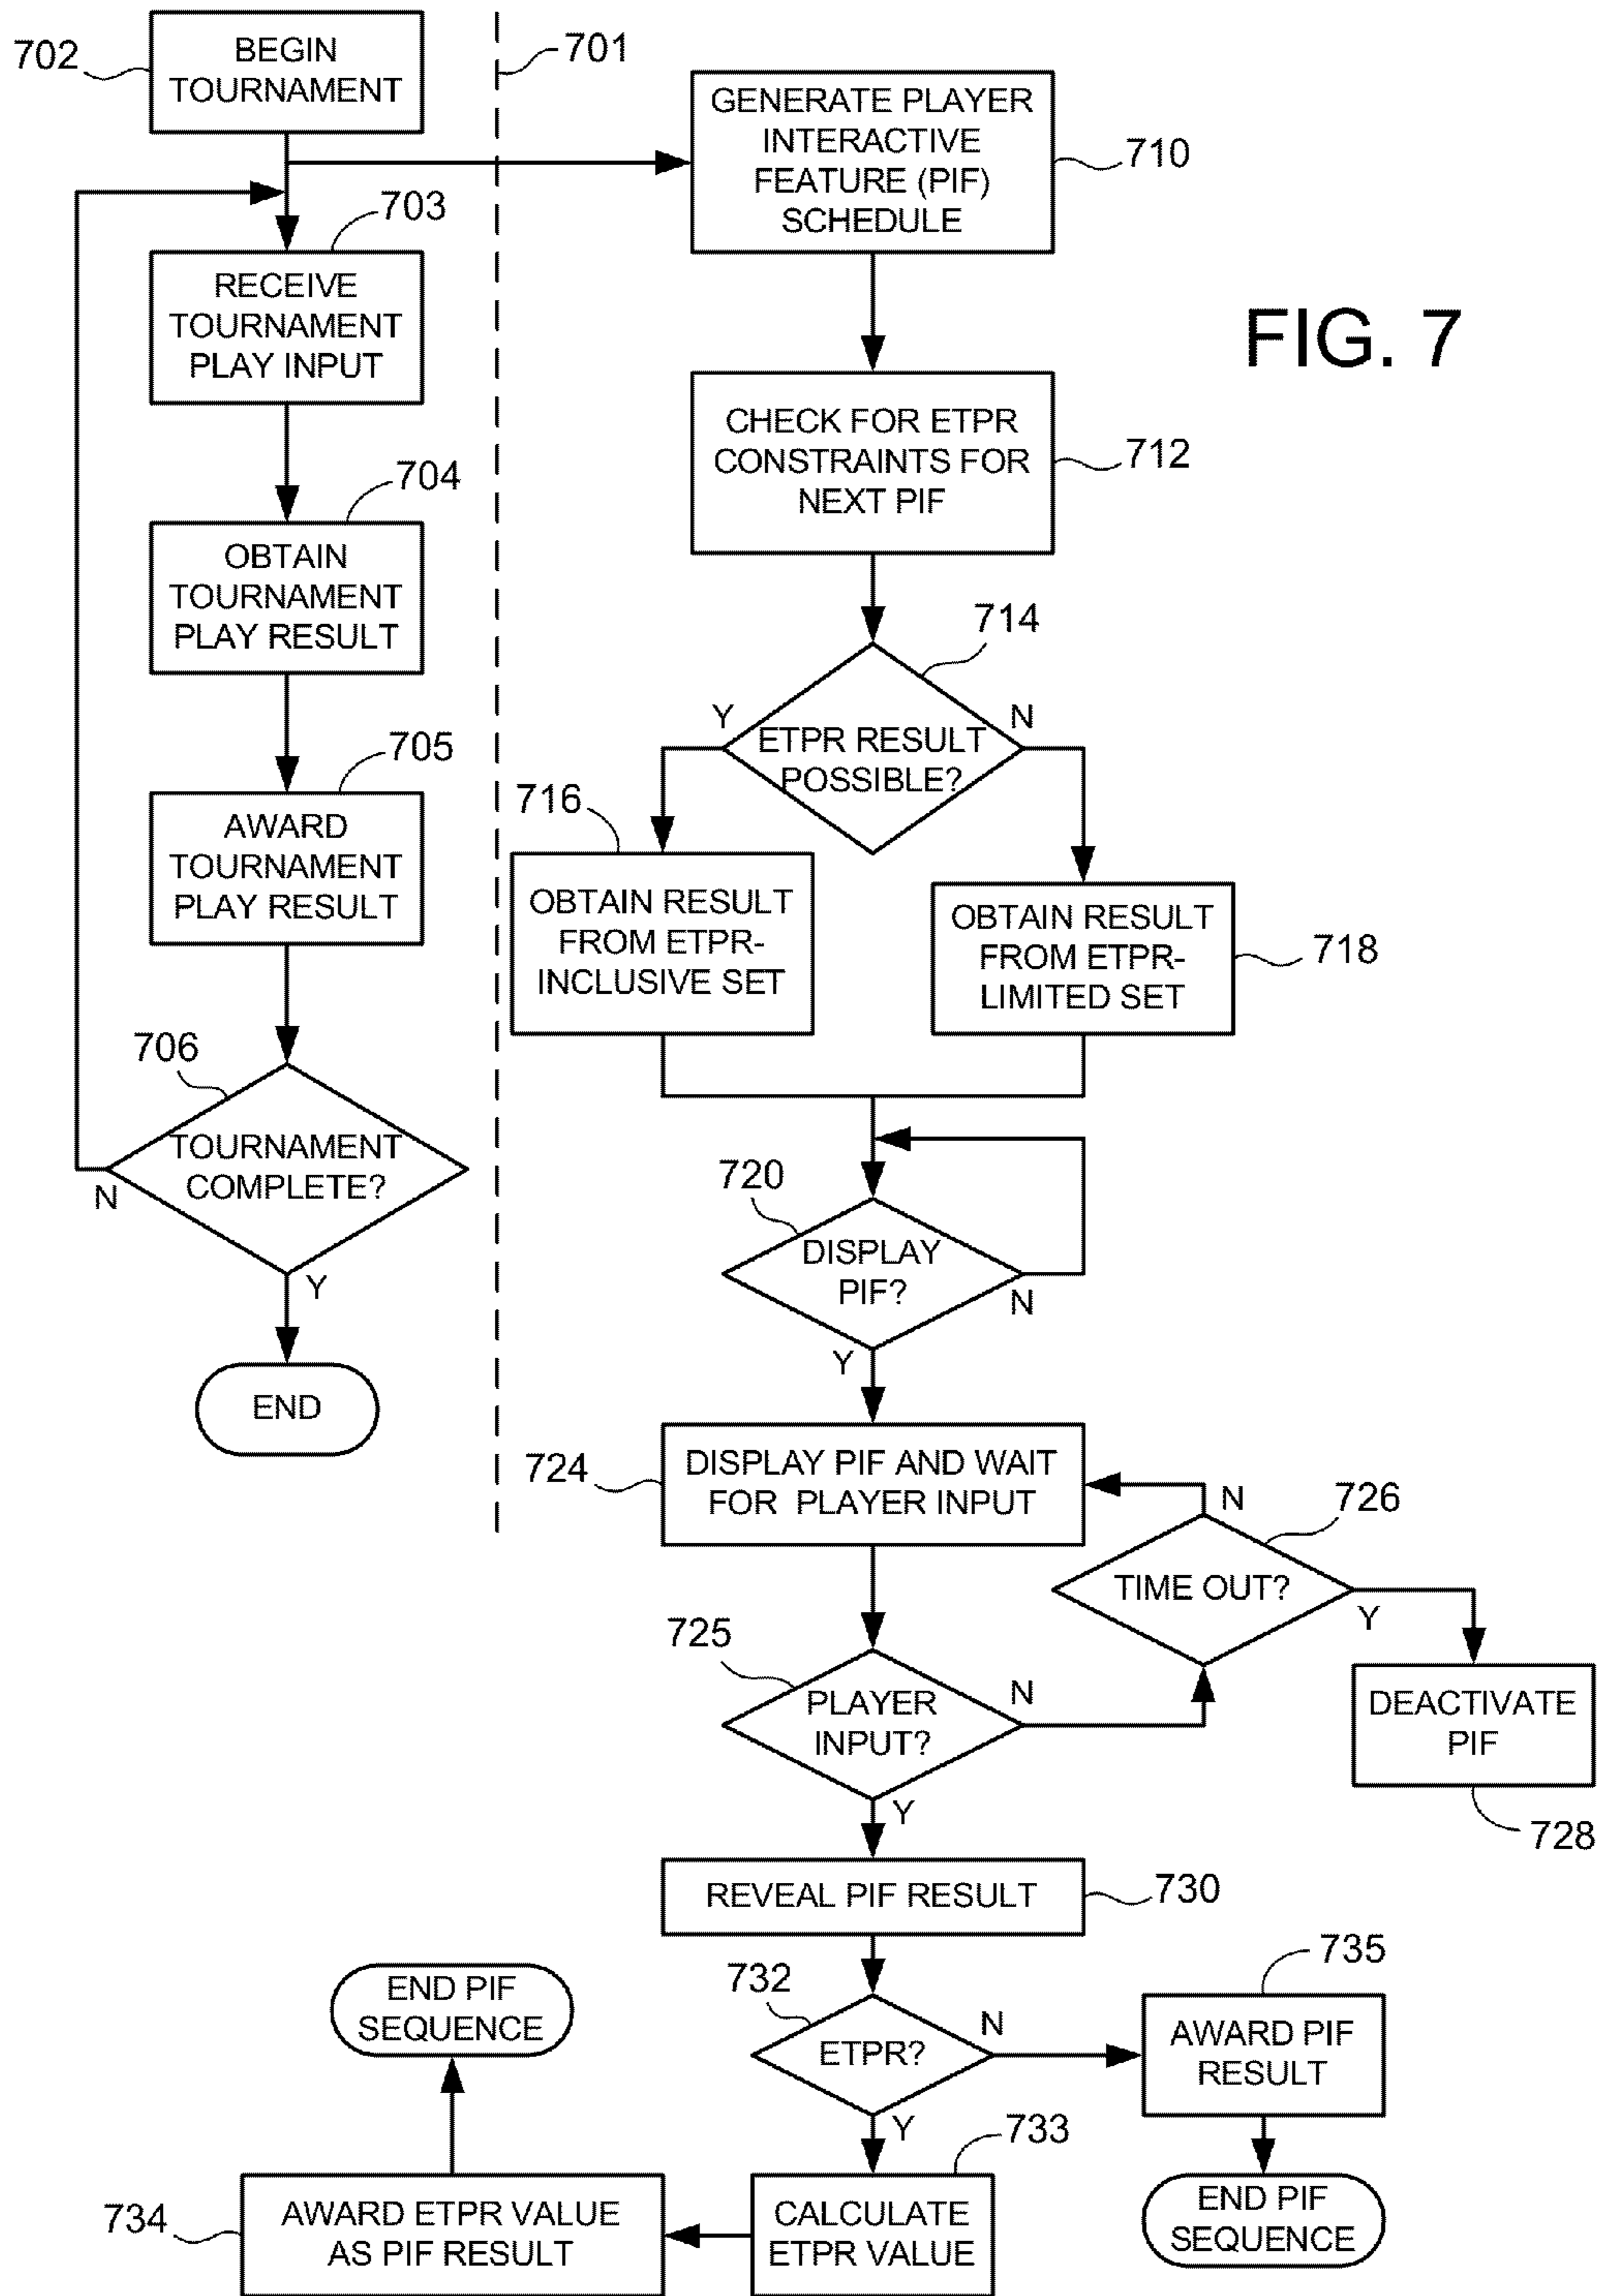 702
BEGIN
TOURNAMENT
701
GENERATE PLAYER
INTERACTIVE
FEATURE (PIF)
SCHEDULE
710
703
RECEIVE
TOURNAMENT
PLAY INPUT
FIG. 7
CHECK FOR ETPR
CONSTRAINTS FOR
NEXT PIF
712
704
OBTAIN
TOURNAMENT
PLAY RESULT
714
Y
N
ETPR RESULT
POSSIBLE?
705
AWARD
TOURNAMENT
PLAY RESULT
716
OBTAIN RESULT
FROM ETPR-
INCLUSIVE SET
OBTAIN RESULT
FROM ETPR-
LIMITED SET
718
706
TOURNAMENT
COMPLETE?
N
Y
END
720
DISPLAY
PIF?
N
Y
724
DISPLAY PIF AND WAIT
FOR PLAYER INPUT
N
726
TIME OUT?
Y
725
PLAYER
INPUT?
N
DEACTIVATE
PIF
728
Y
REVEAL PIF RESULT
730
732
ETPR?
N
735
AWARD PIF
RESULT
END PIF
SEQUENCE
Y
733
CALCULATE
ETPR VALUE
734
AWARD ETPR VALUE
AS PIF RESULT
END PIF
SEQUENCE